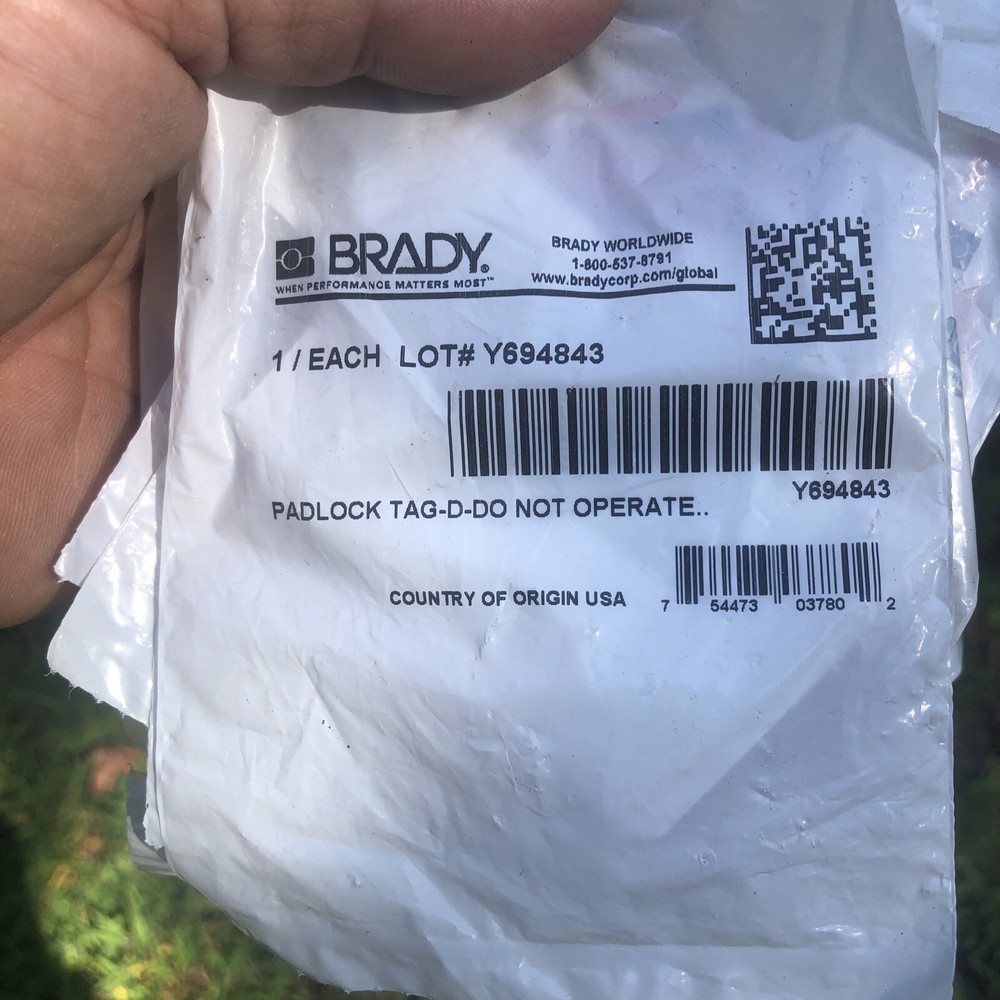 BRADY®
WHEN PERFORMANCE MATTERS MOST™
BRADY WORLDWIDE
1-800-537-8791
www.bradycorp.com/global
1 / EACH LOT# Y694843
Y694843
PADLOCK TAG-D-DO NOT OPERATE..
COUNTRY OF ORIGIN USA
7 54473 03780 2